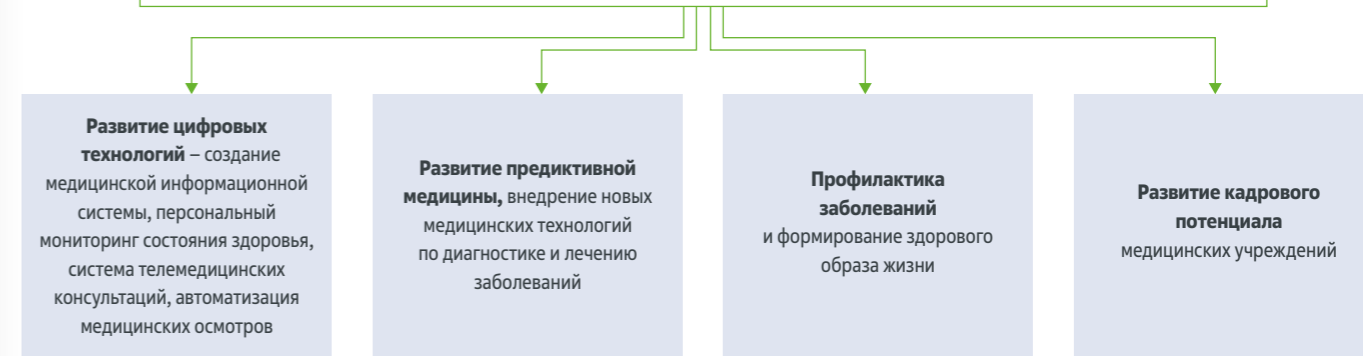 Развитие цифровых
технологий – создание
медицинской информационной
системы, персональный
мониторинг состояния здоровья,
система телемедицинских
консультаций, автоматизация
медицинских осмотров
Развитие предиктивной
медицины, внедрение новых
медицинских технологий
по диагностике и лечению
заболеваний
Профилактика
заболеваний
и формирование здорового
образа жизни
Развитие кадрового
потенциала
медицинских учреждений